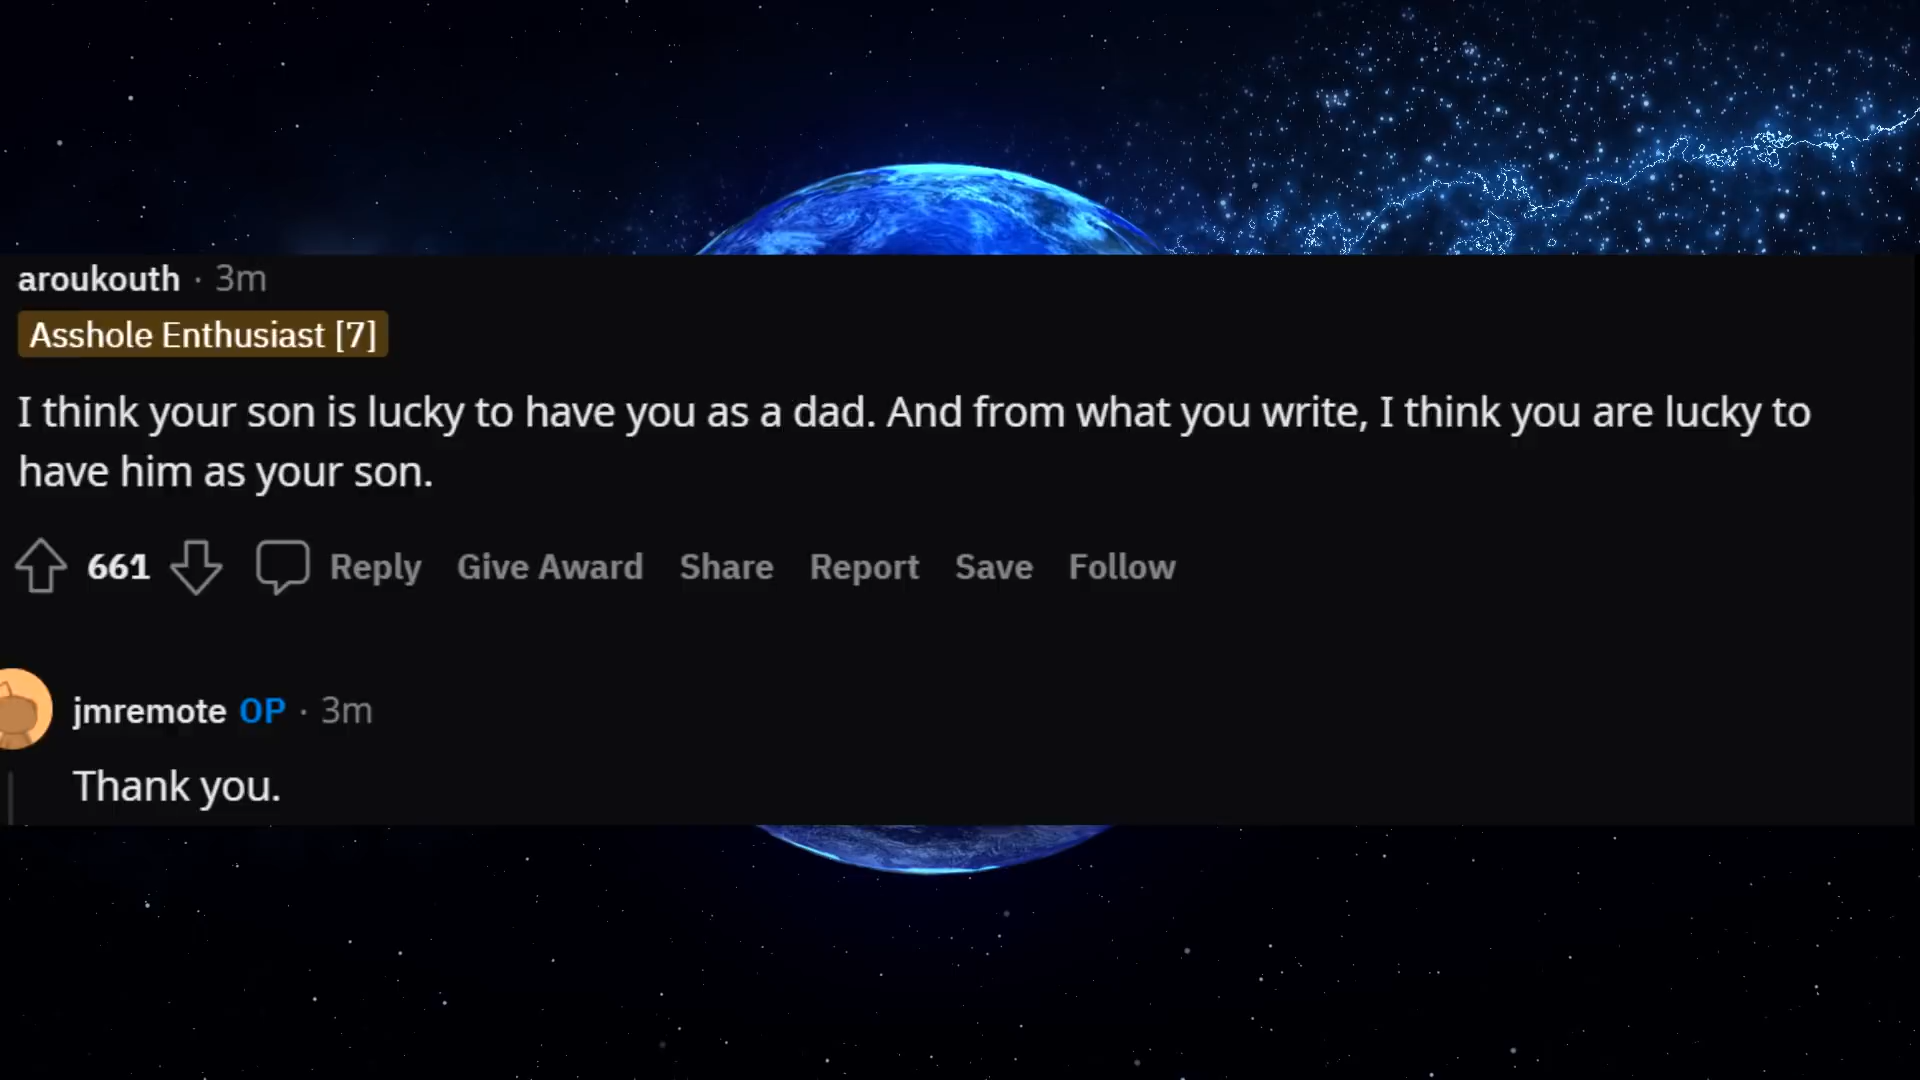 aroukouth · 3m
Asshole Enthusiast [7]
I think your son is lucky to have you as a dad. And from what you write, I think you are lucky to
have him as your son.
661 Reply Give Award Share Report Save Follow
jmremote OP · 3m
Thank you.